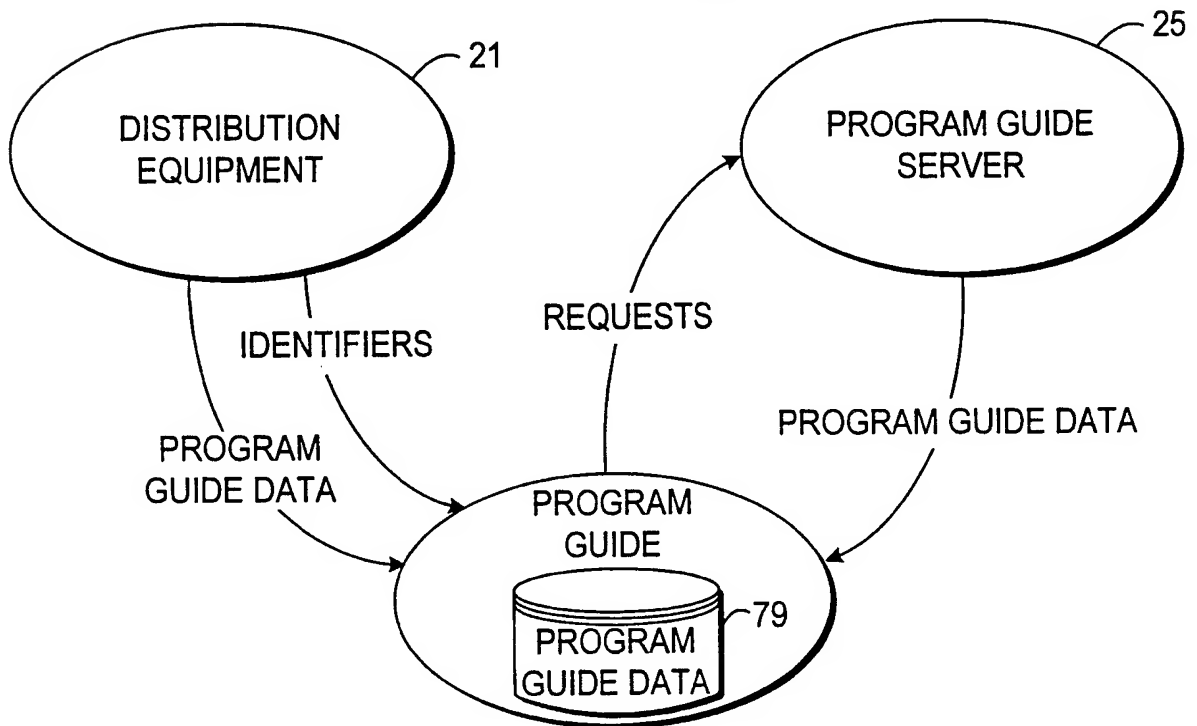 21
DISTRIBUTION
EQUIPMENT
25
PROGRAM GUIDE
SERVER
IDENTIFIERS
REQUESTS
PROGRAM
GUIDE DATA
PROGRAM GUIDE DATA
PROGRAM
GUIDE
79
PROGRAM
GUIDE DATA